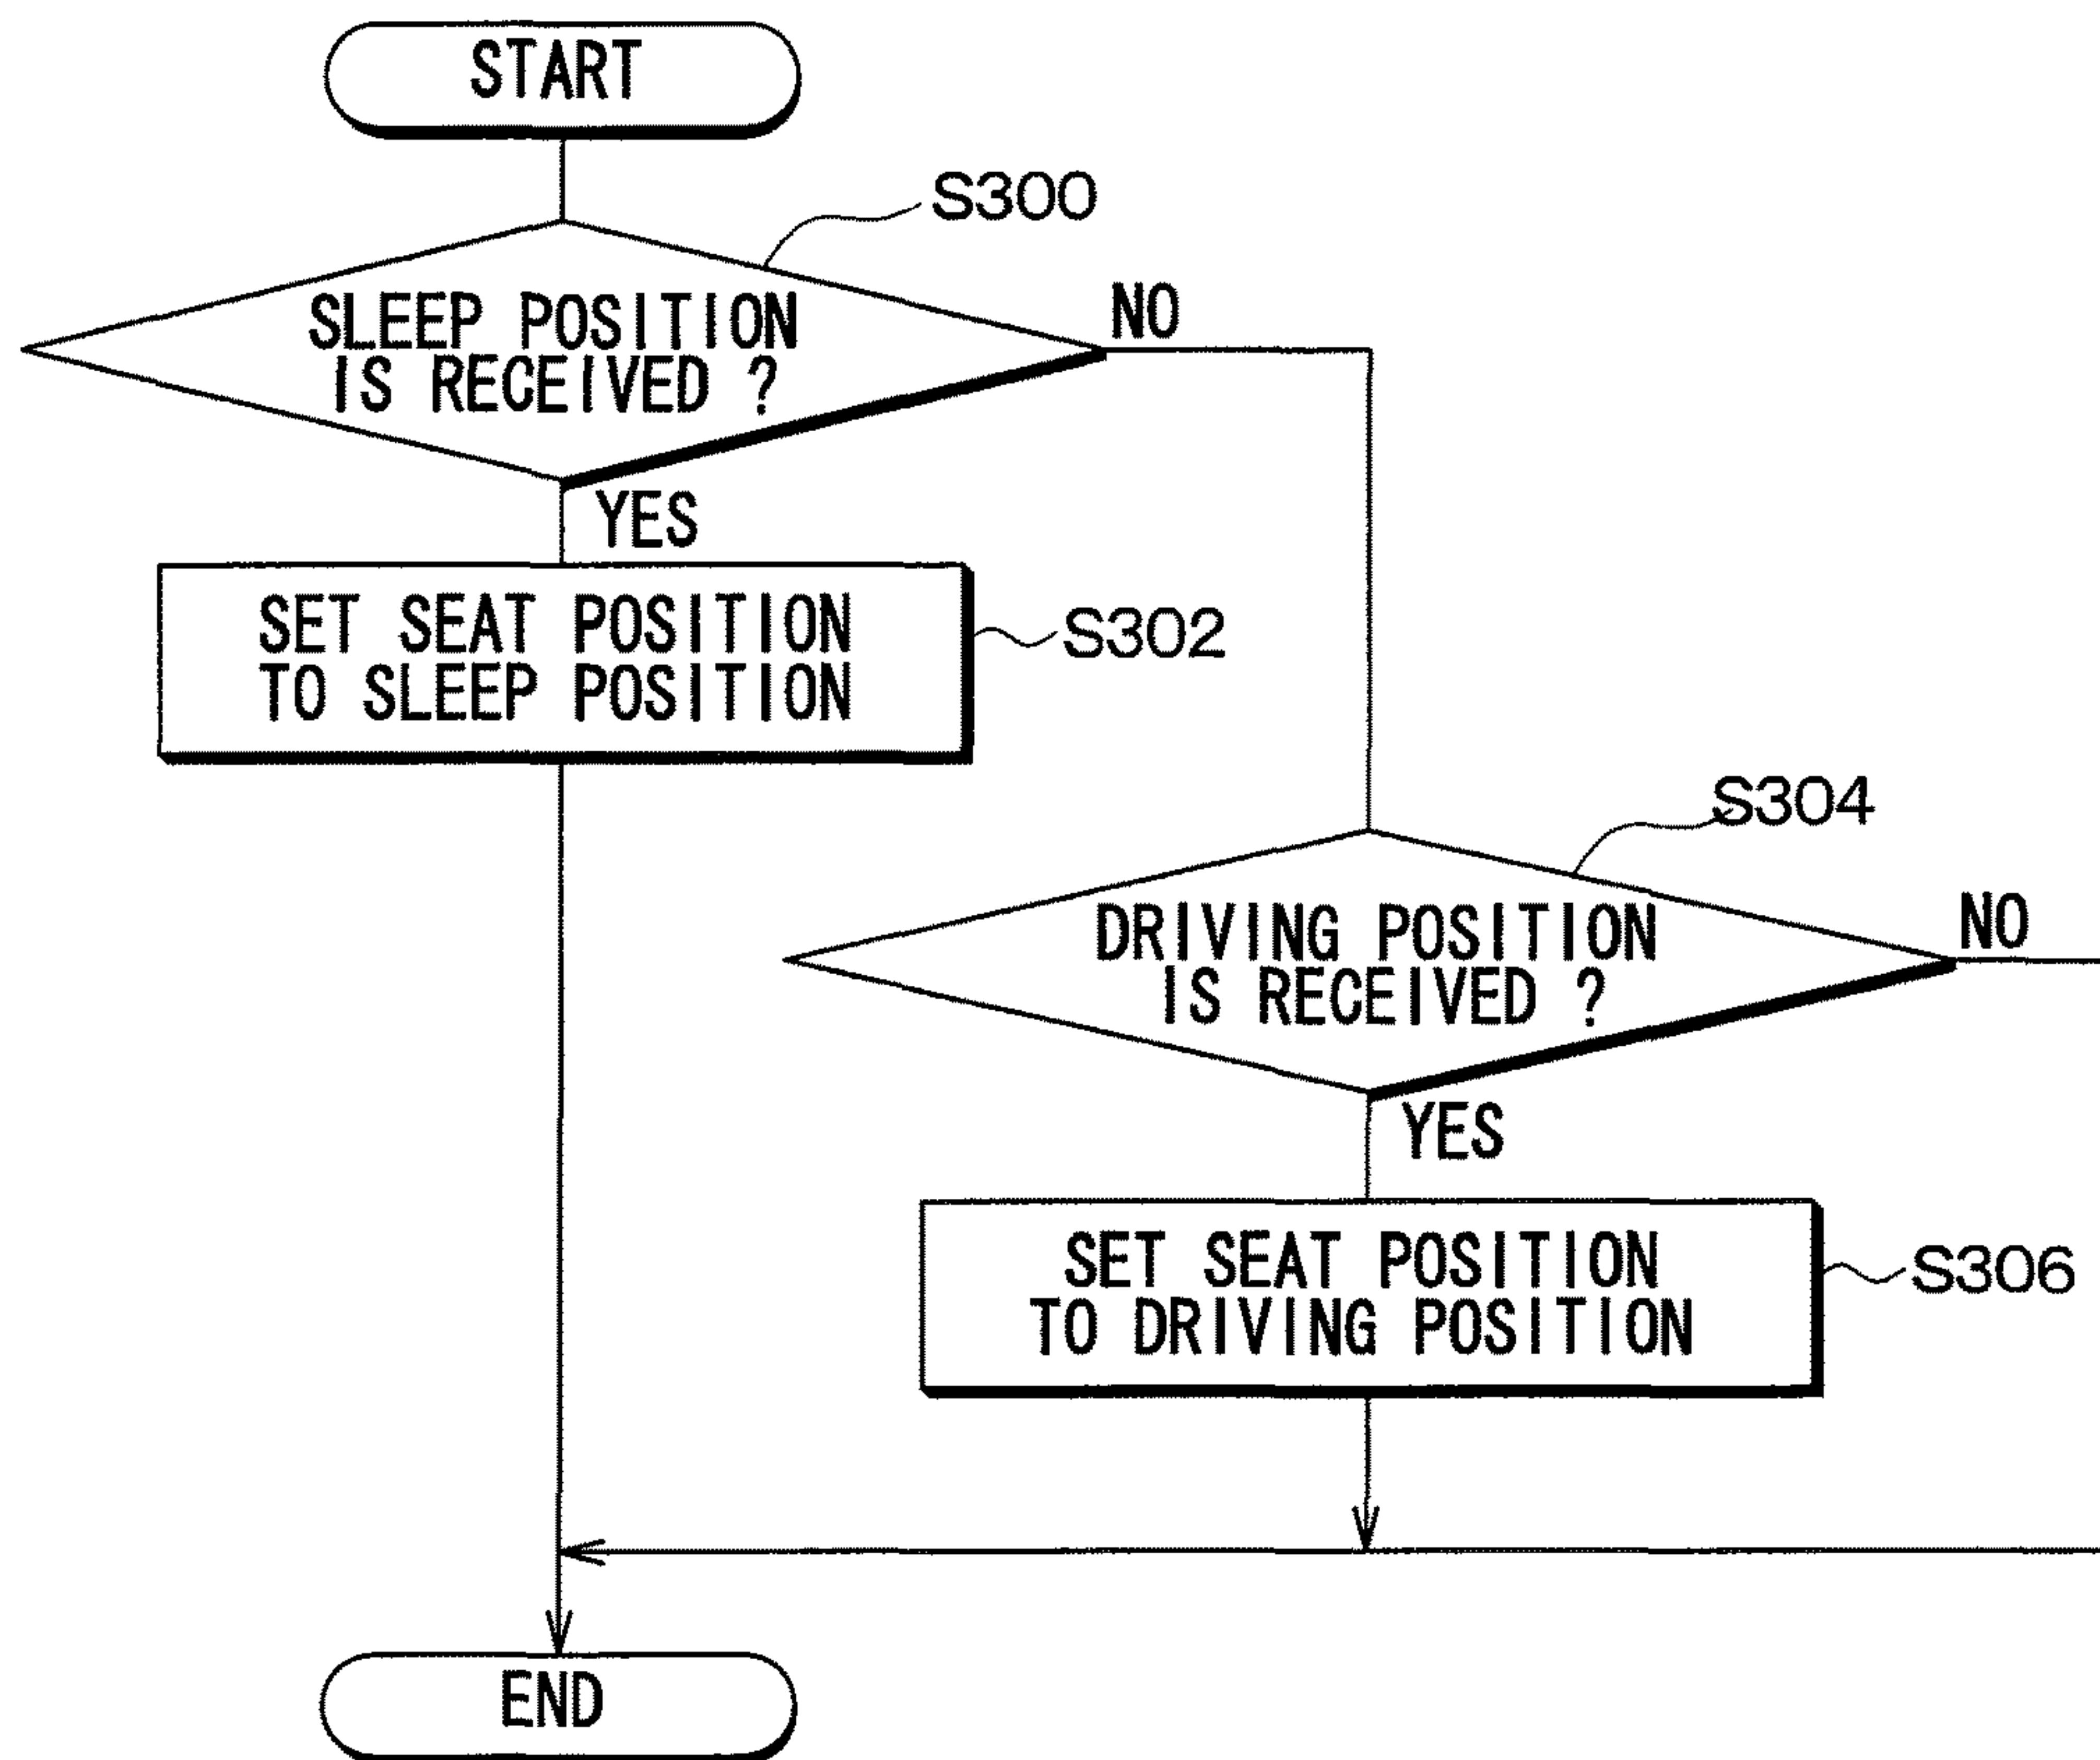 START
S300
SLEEP POSITION
IS RECEIVED ?
NO
YES
SET SEAT POSITION
TO SLEEP POSITION
S302
S304
DRIVING POSITION
IS RECEIVED ?
NO
YES
SET SEAT POSITION
TO DRIVING POSITION
S306
END